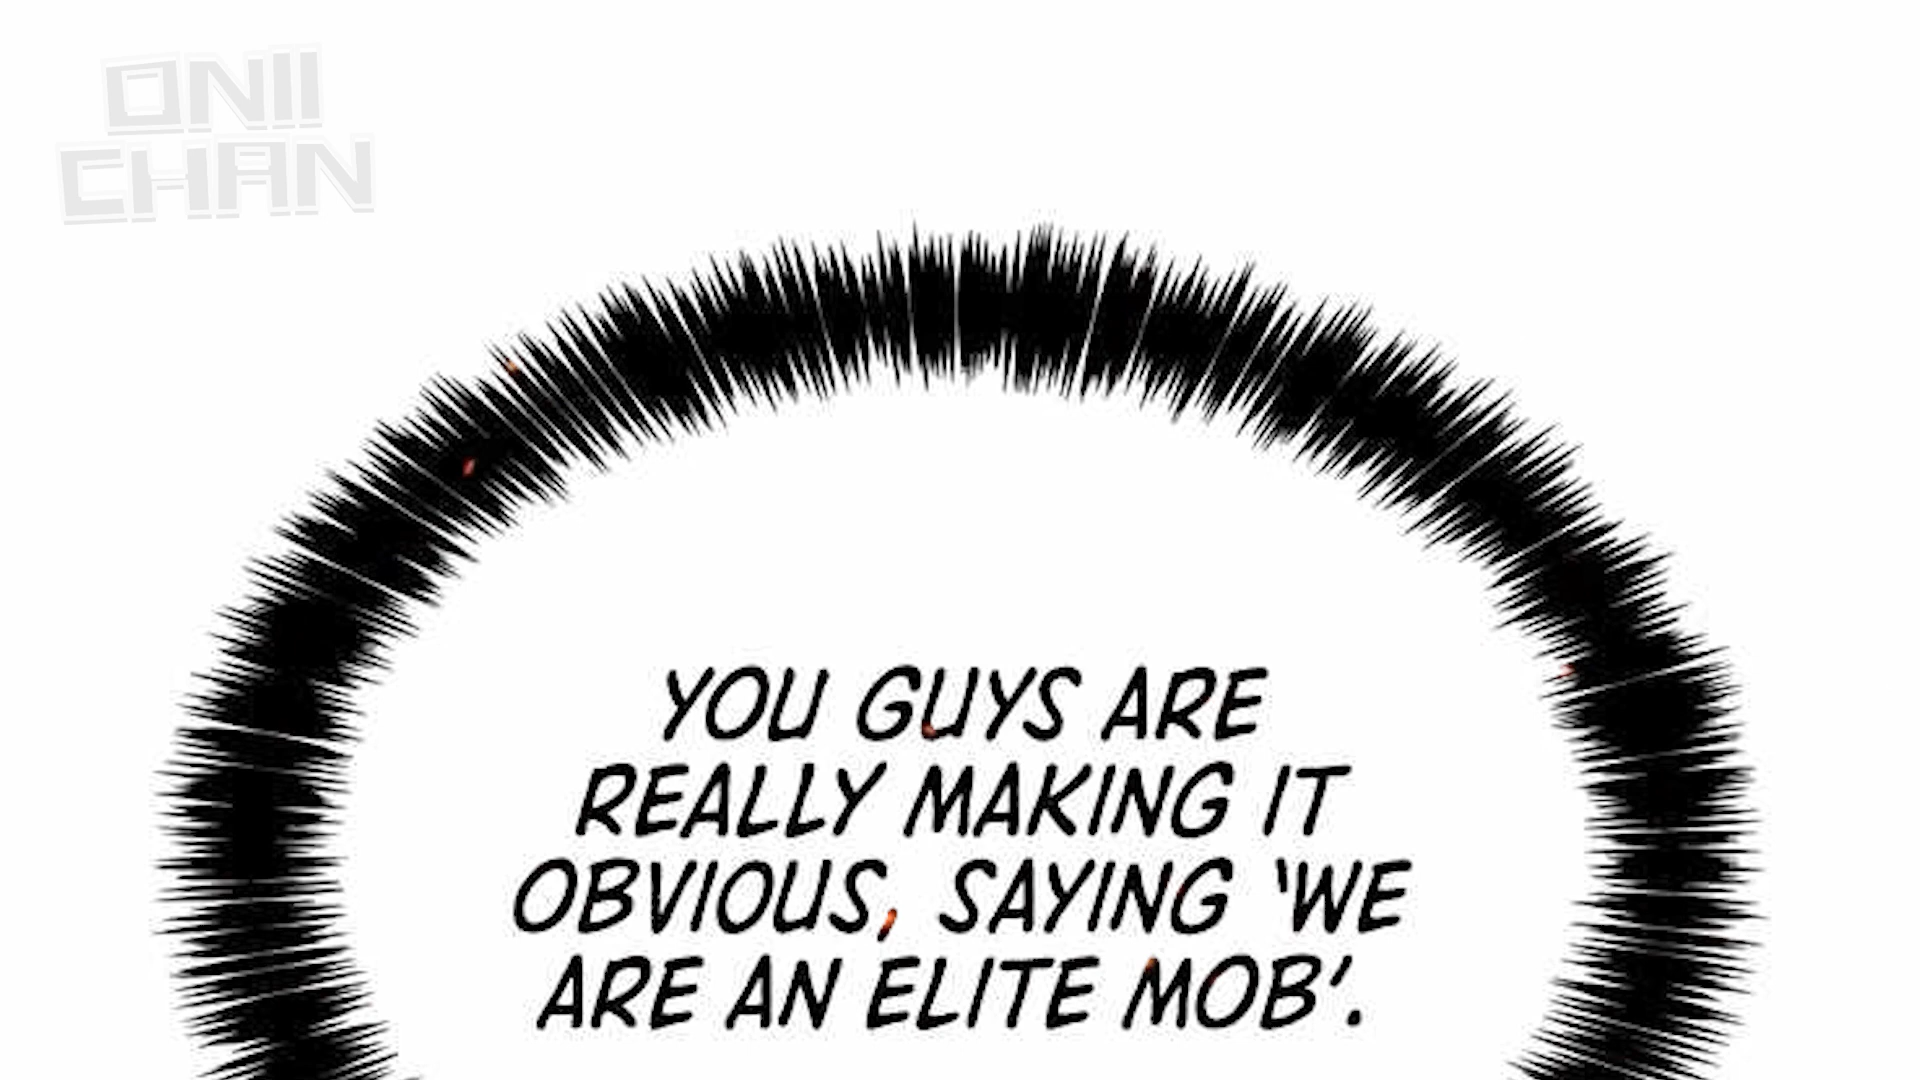 ONII
CHAN
YOU GUYS ARE
REALLY MAKING IT
OBVIOUS, SAYING 'WE
ARE AN ELITE MOB'.